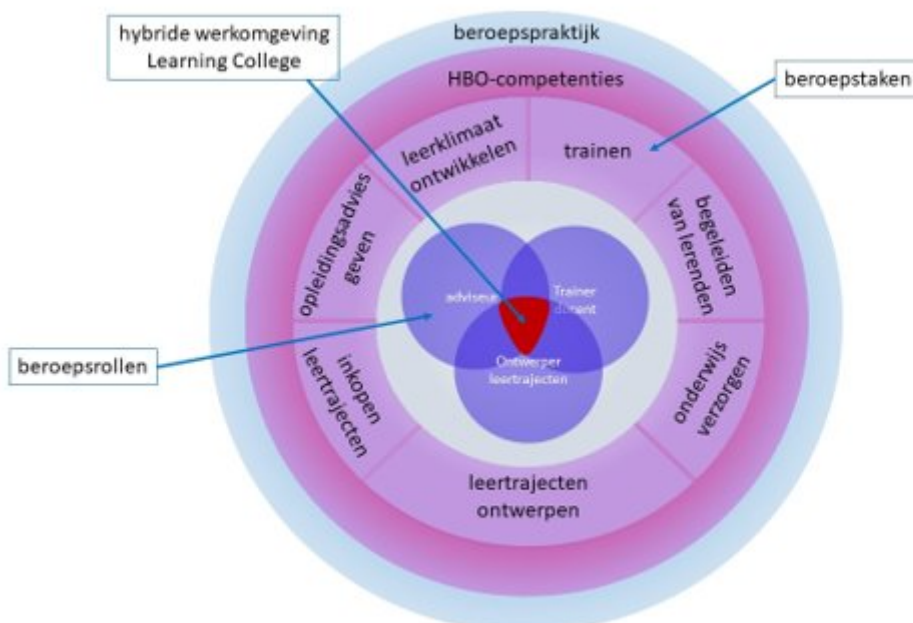 hybride werkomgeving
Learning College
beroepspraktijk
HBO-competenties
beroepstaken
leerklimaat
ontwikkelen
trainen
opleidingsadvies
geven
begeleiden
van lerenden
adviseur
Trainer
docent
beroepsrollen
Ontwerper
leertrajecten
inkopen
leertrajecten
onderwijs
verzorgen
leertrajecten
ontwerpen